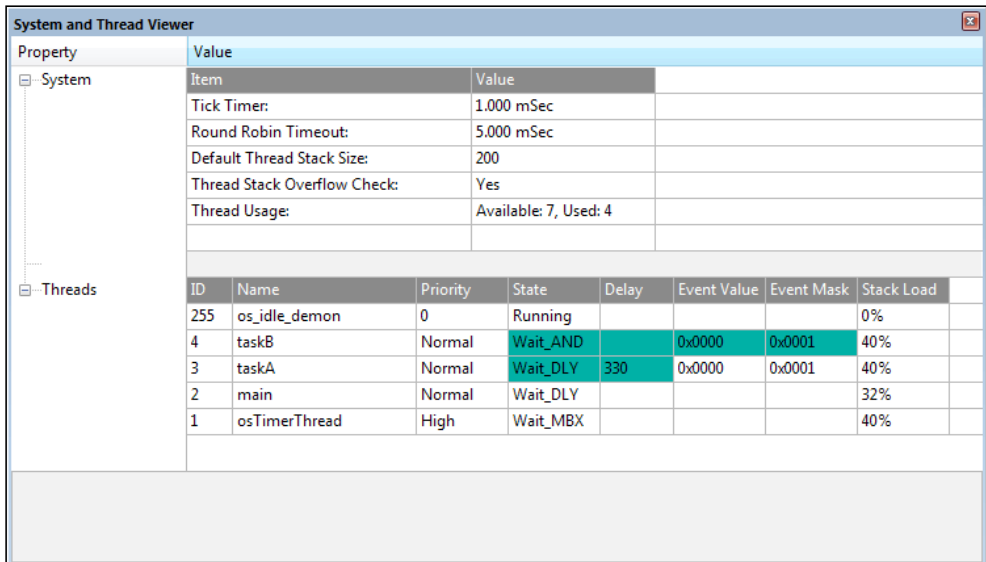 System and Thread Viewer
Property Value
System Item Value
Tick Timer: 1.000 mSec
Round Robin Timeout: 5.000 mSec
Default Thread Stack Size: 200
Thread Stack Overflow Check: Yes
Thread Usage: Available: 7, Used: 4
Threads ID Name Priority State Delay Event Value Event Mask Stack Load
255 os_idle_demon 0 Running 0%
4 taskB Normal Wait_AND 0x0000 0x0001 40%
3 taskA Normal Wait_DLY 330 0x0000 0x0001 40%
2 main Normal Wait_DLY 32%
1 osTimerThread High Wait_MBX 40%